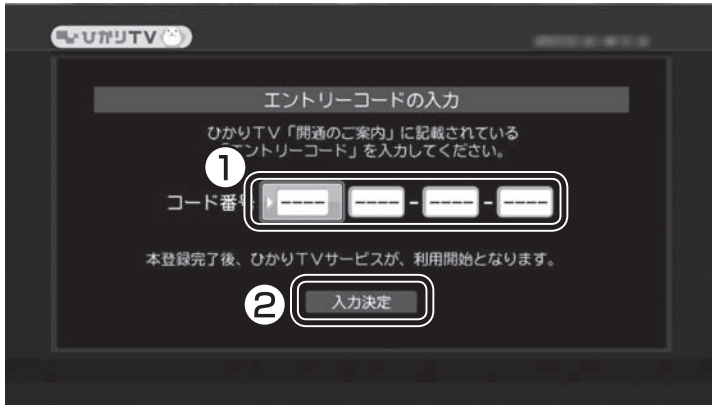 ひかりTV
エントリーコードの入力
ひかりTV「開通のご案内」に記載されている
「エントリーコード」を入力してください。
①
コード番号 ---- ---- - ---- - ----
本登録完了後、ひかりTVサービスが、利用開始となります。
② 入力決定